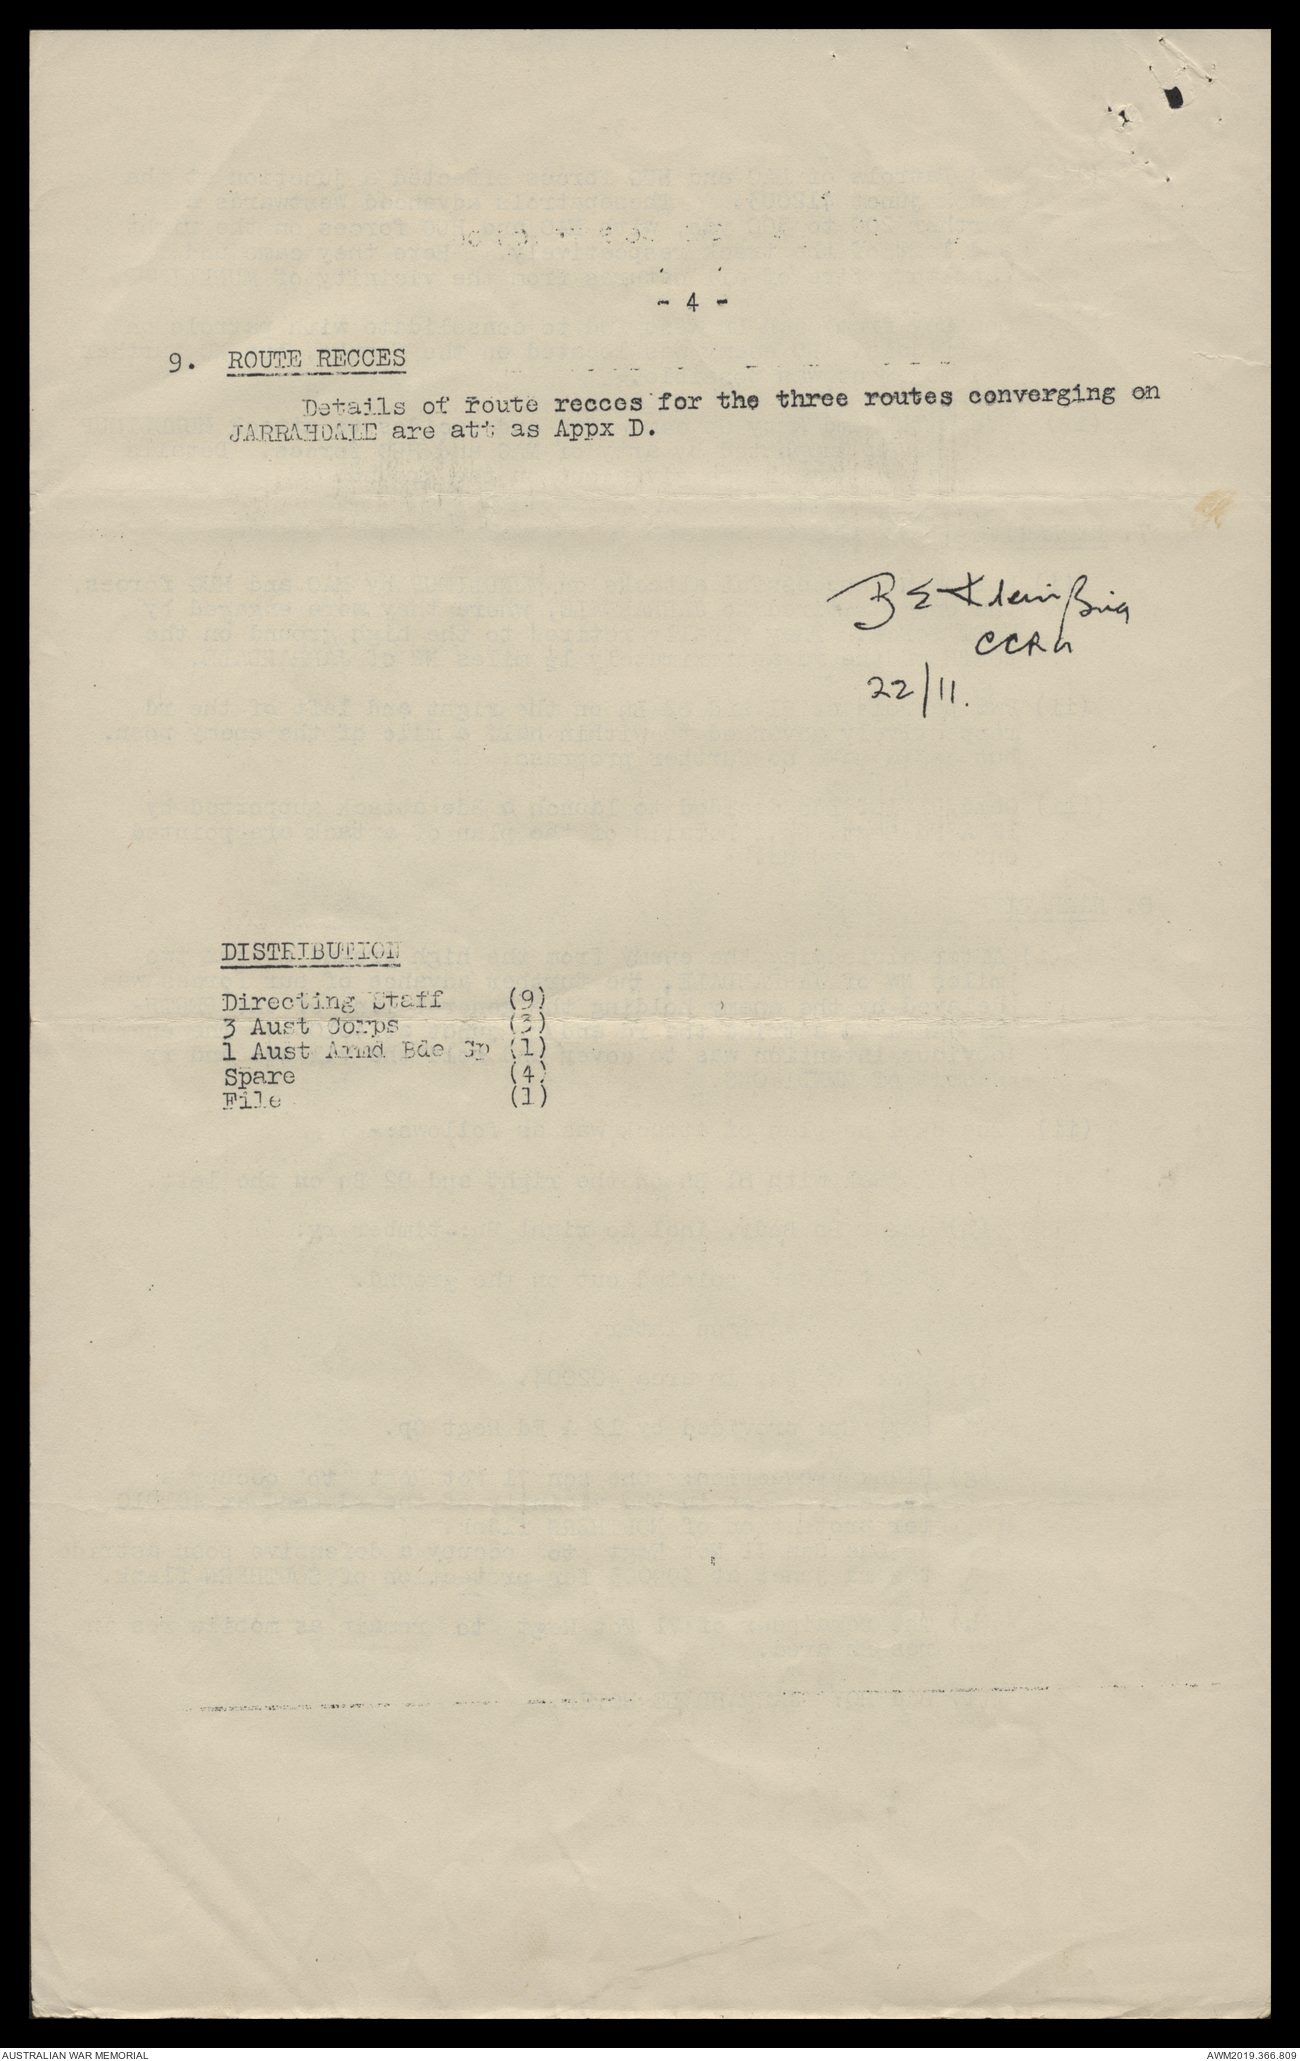 - 4 -
9. ROUTE RECCES
Details of route recces for the three routes converging on
JARRAHDALE are att as Appx D.
B E Klein Brig
CCRA
22/11.
DISTRIBUTION
Directing Staff (9)
3 Aust Corps (3)
1 Aust Armd Bde Gp (1)
Spare (4)
File (1)
AUSTRALIAN WAR MEMORIAL
AWM2019.366.809